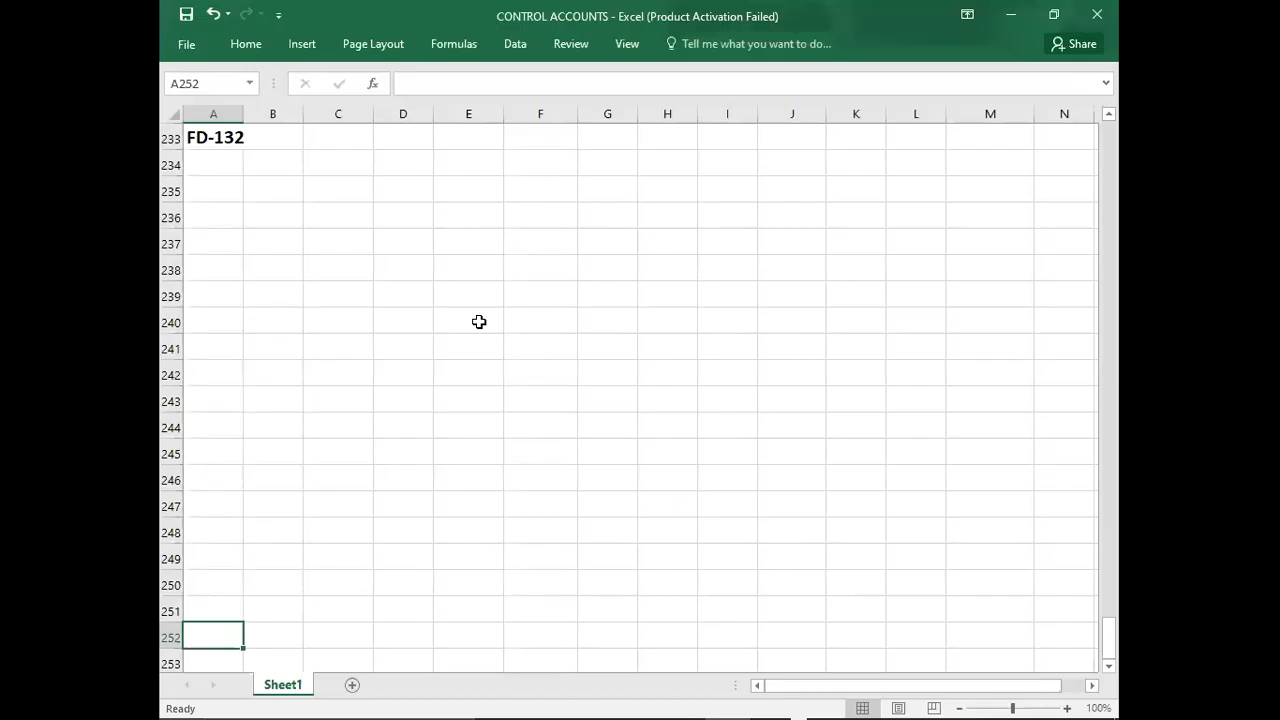 CONTROL ACCOUNTS - Excel (Product Activation Failed)
File Home Insert Page Layout Formulas Data Review View Tell me what you want to do... Share
A252 fx
A B C D E F G H I J K L M N
233 FD-132
234
235
236
237
238
239
240
241
242
243
244
245
246
247
248
249
250
251
252
253
Sheet1
Ready 100%